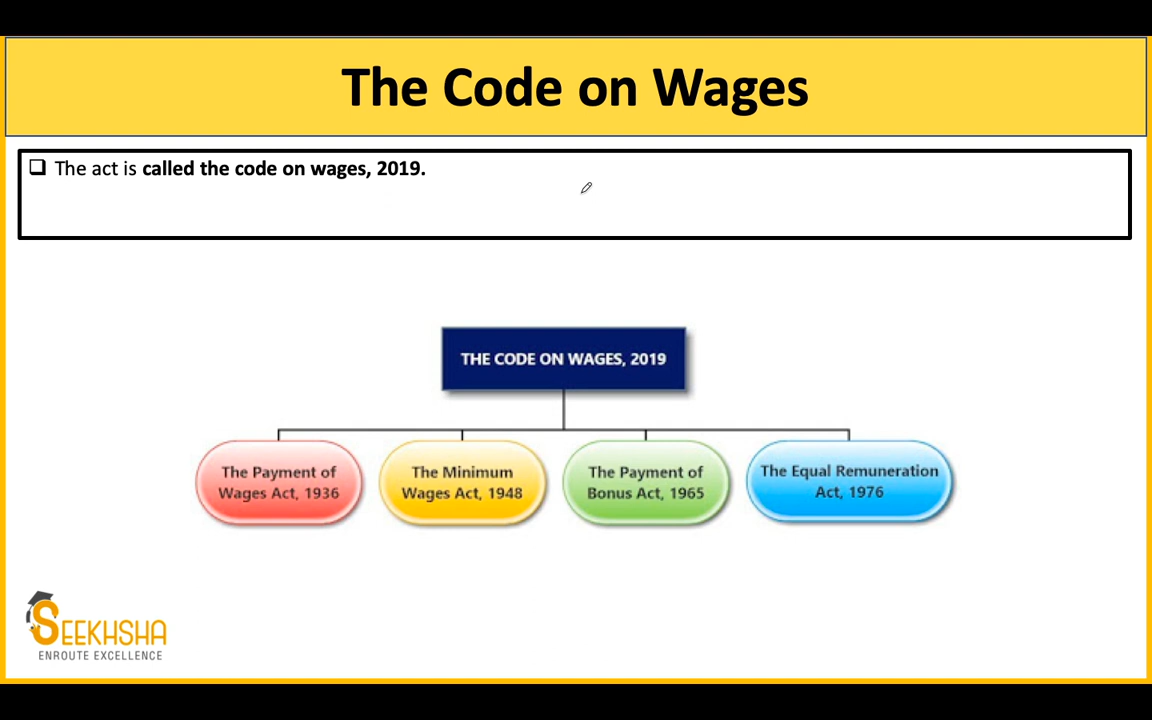 The Code on Wages
The act is called the code on wages, 2019.
THE CODE ON WAGES, 2019
The Payment of
Wages Act, 1936
The Minimum
Wages Act, 1948
The Payment of
Bonus Act, 1965
The Equal Remuneration
Act, 1976
SEEKHSHA
ENROUTE EXCELLENCE